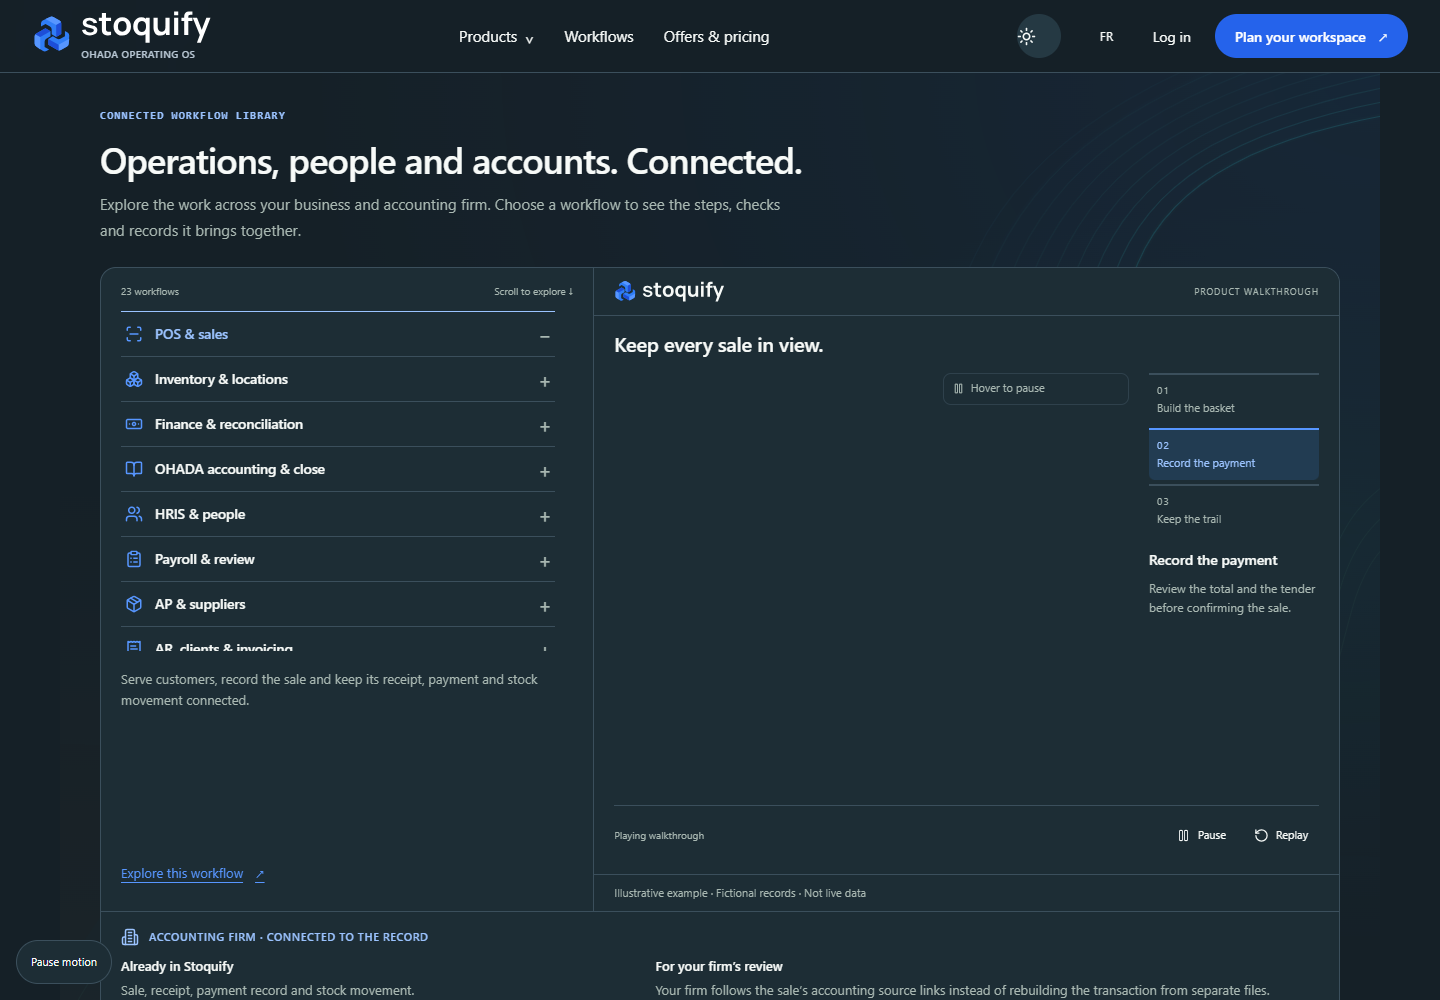 stoquify
OHADA OPERATING OS
Products
Workflows
Offers & pricing
FR
Log in
Plan your workspace ↗
CONNECTED WORKFLOW LIBRARY
Operations, people and accounts. Connected.
Explore the work across your business and accounting firm. Choose a workflow to see the steps, checks
and records it brings together.
23 workflows
Scroll to explore ↓
POS & sales
Inventory & locations
Finance & reconciliation
OHADA accounting & close
HRIS & people
Payroll & review
AP & suppliers
AR, clients & invoicing
Serve customers, record the sale and keep its receipt, payment and stock
movement connected.
Explore this workflow ↗
stoquify
PRODUCT WALKTHROUGH
Keep every sale in view.
Hover to pause
01
Build the basket
02
Record the payment
03
Keep the trail
Record the payment
Review the total and the tender
before confirming the sale.
Playing walkthrough
Pause
Replay
Illustrative example · Fictional records · Not live data
ACCOUNTING FIRM · CONNECTED TO THE RECORD
Already in Stoquify
Sale, receipt, payment record and stock movement.
For your firm's review
Your firm follows the sale's accounting source links instead of rebuilding the transaction from separate files.
Pause motion